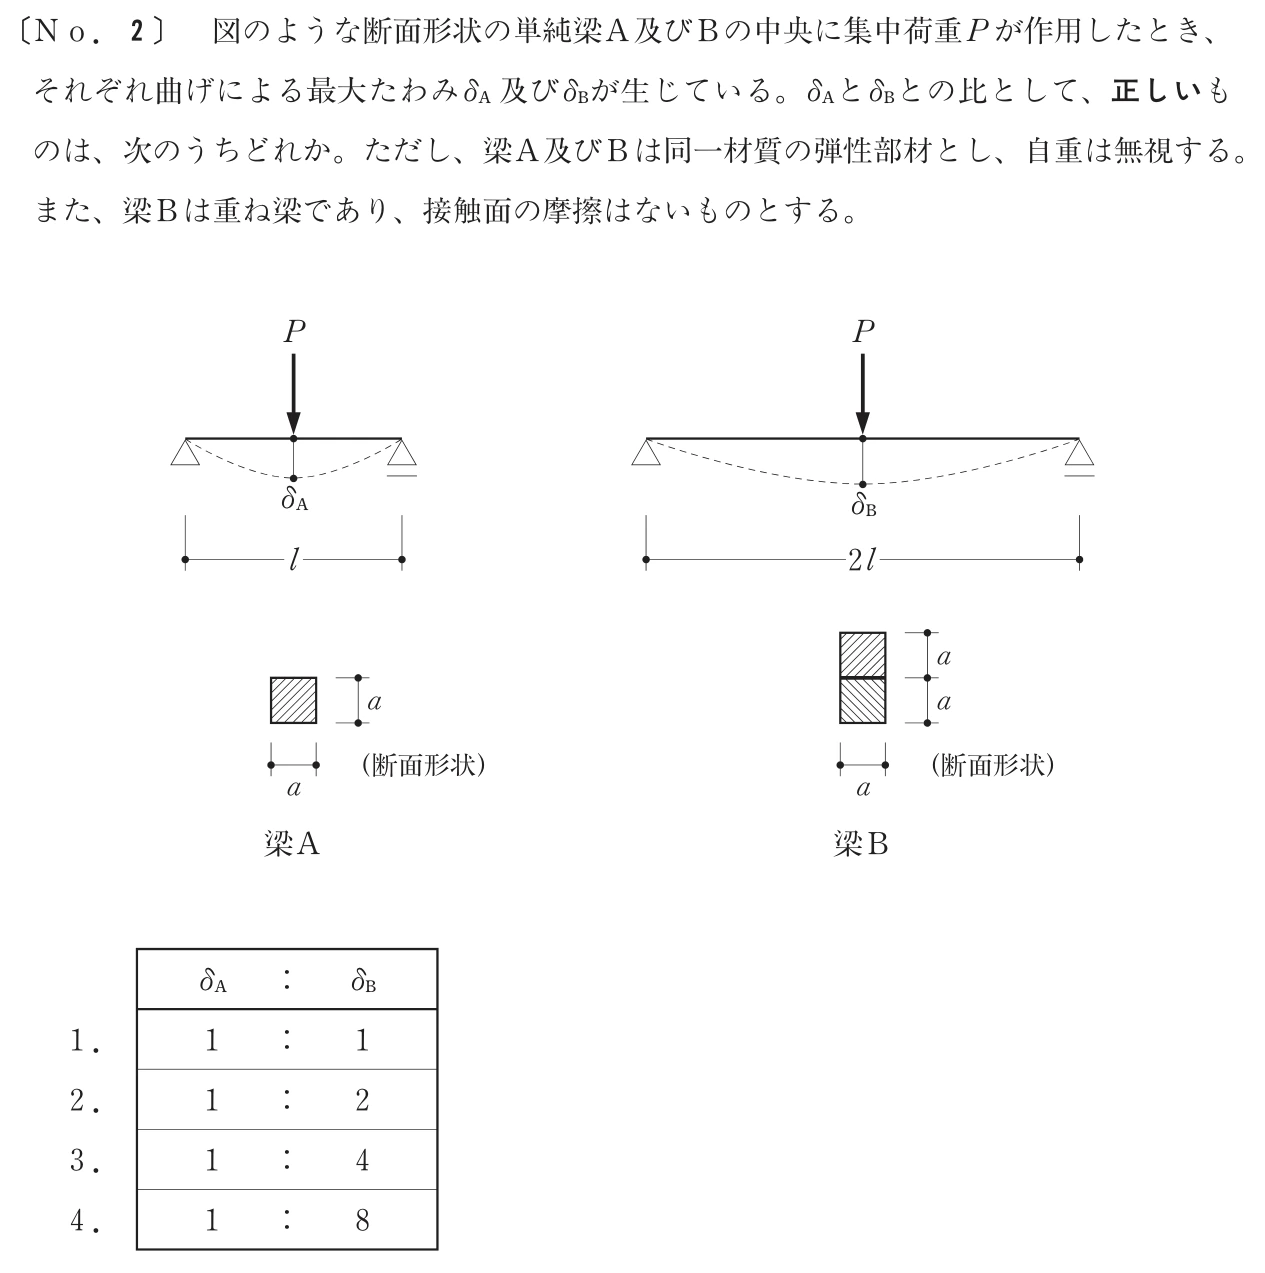 〔Ｎｏ．２〕　図のような断面形状の単純梁Ａ及びＢの中央に集中荷重Ｐが作用したとき、
それぞれ曲げによる最大たわみδA 及びδBが生じている。δAとδBとの比として、正しいも
のは、次のうちどれか。ただし、梁Ａ及びＢは同一材質の弾性部材とし、自重は無視する。
また、梁Ｂは重ね梁であり、接触面の摩擦はないものとする。
P
P
δA
δB
l
2l
a
a
a
a
(断面形状)
a
(断面形状)
梁Ａ
梁Ｂ
δA ： δB
1． 1 ： 1
2． 1 ： 2
3． 1 ： 4
4． 1 ： 8